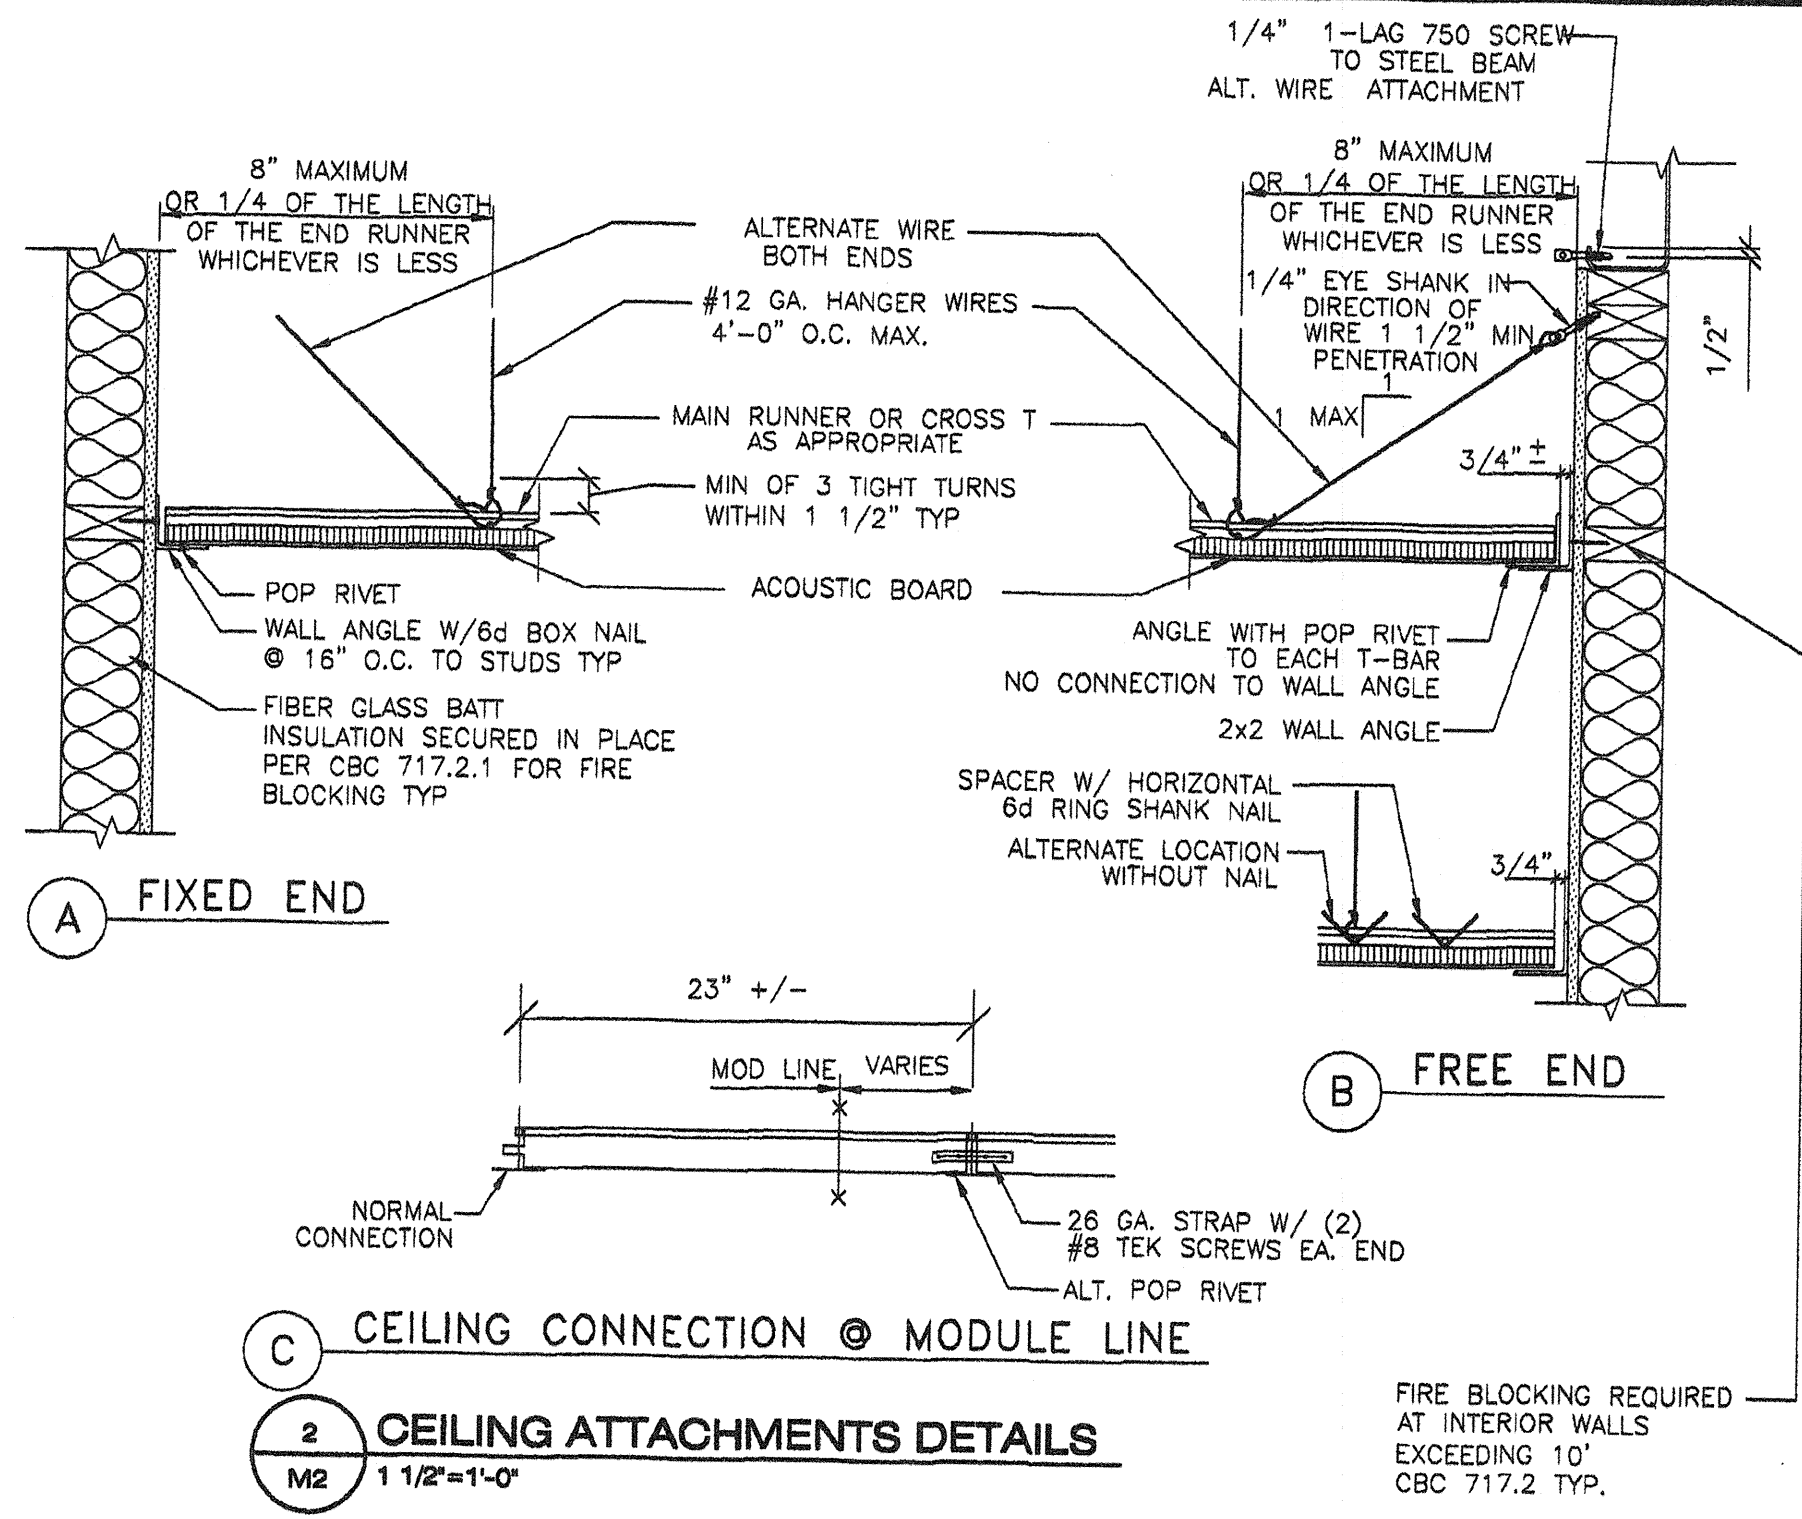 1/4" 1-LAG 750 SCREW
TO STEEL BEAM
ALT. WIRE ATTACHMENT
8" MAXIMUM
OR 1/4 OF THE LENGTH
OF THE END RUNNER
WHICHEVER IS LESS
ALTERNATE WIRE
BOTH ENDS
#12 GA. HANGER WIRES
4'-0" O.C. MAX.
MAIN RUNNER OR CROSS T
AS APPROPRIATE
MIN OF 3 TIGHT TURNS
WITHIN 1 1/2" TYP
ACOUSTIC BOARD
8" MAXIMUM
OR 1/4 OF THE LENGTH
OF THE END RUNNER
WHICHEVER IS LESS
1/4" EYE SHANK IN
DIRECTION OF
WIRE 1 1/2" MIN
PENETRATION
1
1 MAX
1/2"
3/4" ±
POP RIVET
WALL ANGLE W/6d BOX NAIL
@ 16" O.C. TO STUDS TYP
FIBER GLASS BATT
INSULATION SECURED IN PLACE
PER CBC 717.2.1 FOR FIRE
BLOCKING TYP
A FIXED END
ANGLE WITH POP RIVET
TO EACH T-BAR
NO CONNECTION TO WALL ANGLE
2x2 WALL ANGLE
SPACER W/ HORIZONTAL
6d RING SHANK NAIL
ALTERNATE LOCATION
WITHOUT NAIL
3/4"
B FREE END
23" +/-
MOD LINE VARIES
NORMAL
CONNECTION
26 GA. STRAP W/ (2)
#8 TEK SCREWS EA. END
ALT. POP RIVET
C CEILING CONNECTION @ MODULE LINE
2 CEILING ATTACHMENTS DETAILS
M2 1 1/2"=1'-0"
FIRE BLOCKING REQUIRED
AT INTERIOR WALLS
EXCEEDING 10'
CBC 717.2 TYP.